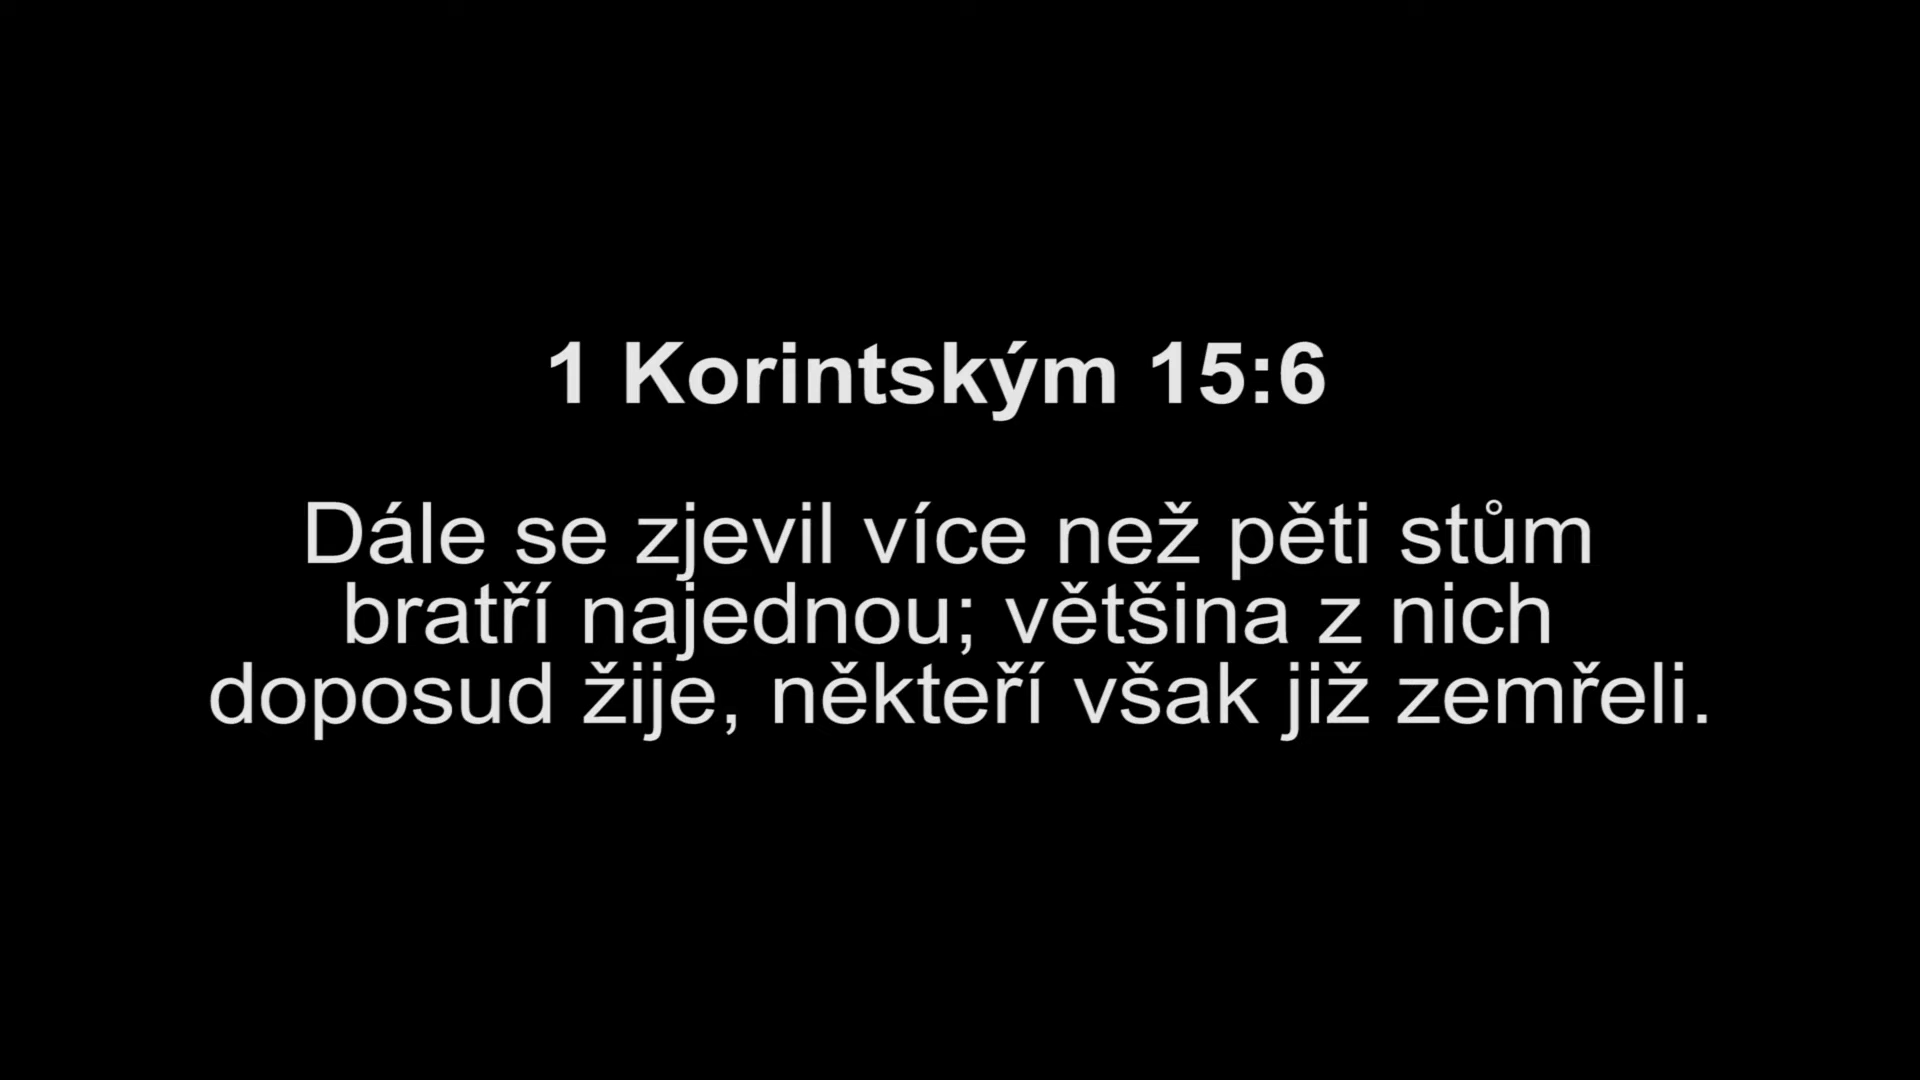 1 Korintským 15:6
Dále se zjevil více než pěti stům
bratří najednou; většina z nich
doposud žije, někteří však již zemřeli.